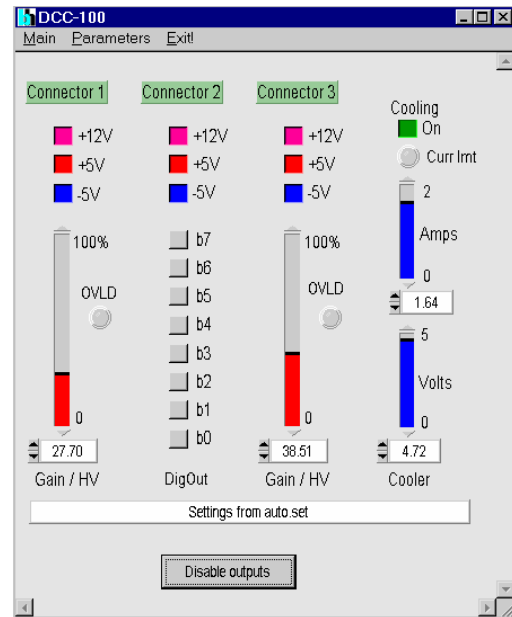 DCC-100
Main Parameters Exit!
Connector 1 Connector 2 Connector 3
Cooling
On
+12V +12V +12V
Curr lmt
+5V +5V +5V
-5V -5V -5V
2
100% b7 100% Amps
b6
OVLD b5 OVLD 0
1.64
b4
5
b3
b2 Volts
b1
0 0 0
b0
27.70 38.51 4.72
Gain / HV DigOut Gain / HV Cooler
Settings from auto.set
Disable outputs